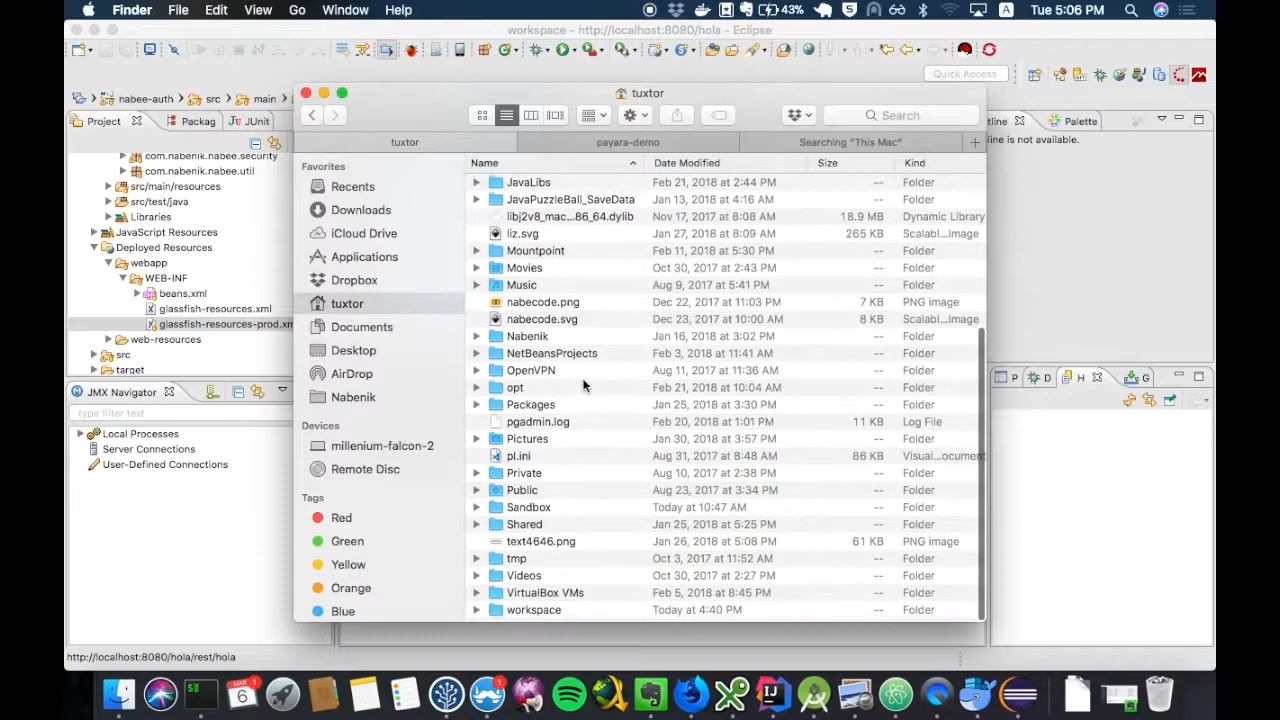 Finder File Edit View Go Window Help 43% A Tue 5:06 PM
workspace - http://localhost:8080/hola - Eclipse
Quick Access
nabee-auth src main
Project Packag JUnit
tline Palette
line is not available.
com.nabenik.nabee.security
com.nabenik.nabee.util
src/main/resources
src/test/java
Libraries
JavaScript Resources
Deployed Resources
webapp
WEB-INF
beans.xml
glassfish-resources.xml
glassfish-resources-prod.xm
web-resources
src
target
JMX Navigator
type filter text
Local Processes
Server Connections
User-Defined Connections
P D H G
http://localhost:8080/hola/rest/hola
tuxtor
Search
tuxtor payara-demo Searching "This Mac"
Favorites
Recents
Downloads
iCloud Drive
Applications
Dropbox
tuxtor
Documents
Desktop
AirDrop
Nabenik
Devices
millenium-falcon-2
Remote Disc
Tags
Red
Green
Yellow
Orange
Blue
Name Date Modified Size Kind
JavaLibs Feb 21, 2018 at 2:44 PM -- Folder
JavaPuzzleBall_SaveData Jan 13, 2018 at 4:16 AM -- Folder
libj2v8_mac...86_64.dylib Nov 17, 2017 at 8:08 AM 18.9 MB Dynamic Library
liz.svg Jan 27, 2018 at 8:09 AM 265 KB Scalabl...Image
Mountpoint Feb 11, 2018 at 5:30 PM -- Folder
Movies Oct 30, 2017 at 2:43 PM -- Folder
Music Aug 9, 2017 at 5:41 PM -- Folder
nabecode.png Dec 22, 2017 at 11:03 PM 7 KB PNG image
nabecode.svg Dec 23, 2017 at 10:00 AM 8 KB Scalabl...Image
Nabenik Jan 16, 2018 at 3:02 PM -- Folder
NetBeansProjects Feb 3, 2018 at 11:41 AM -- Folder
OpenVPN Aug 11, 2017 at 11:36 AM -- Folder
opt Feb 21, 2018 at 10:04 AM -- Folder
Packages Jan 25, 2018 at 3:30 PM -- Folder
pgadmin.log Feb 20, 2018 at 1:01 PM 11 KB Log File
Pictures Jan 30, 2018 at 3:57 PM -- Folder
pl.ini Aug 31, 2017 at 8:48 AM 86 KB Visual...ocument
Private Aug 10, 2017 at 2:38 PM -- Folder
Public Aug 23, 2017 at 3:34 PM -- Folder
Sandbox Today at 10:47 AM -- Folder
Shared Jan 25, 2018 at 5:25 PM -- Folder
text4646.png Jan 26, 2018 at 5:08 PM 61 KB PNG image
tmp Oct 3, 2017 at 11:52 AM -- Folder
Videos Oct 30, 2017 at 2:27 PM -- Folder
VirtualBox VMs Feb 5, 2018 at 8:45 PM -- Folder
workspace Today at 4:40 PM -- Folder
MAR 1
6
1